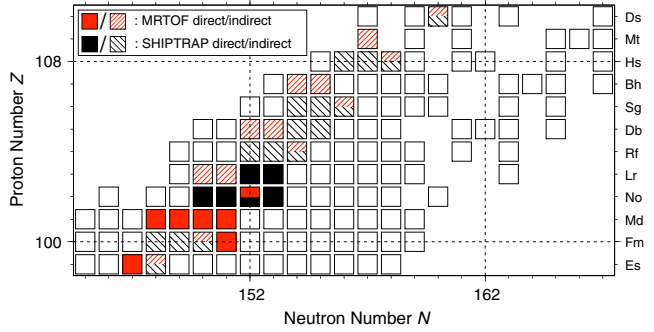 / : MRTOF direct/indirect
/ : SHIPTRAP direct/indirect
Proton Number Z
108
100
Ds
Mt
Hs
Bh
Sg
Db
Rf
Lr
No
Md
Fm
Es
152
162
Neutron Number N